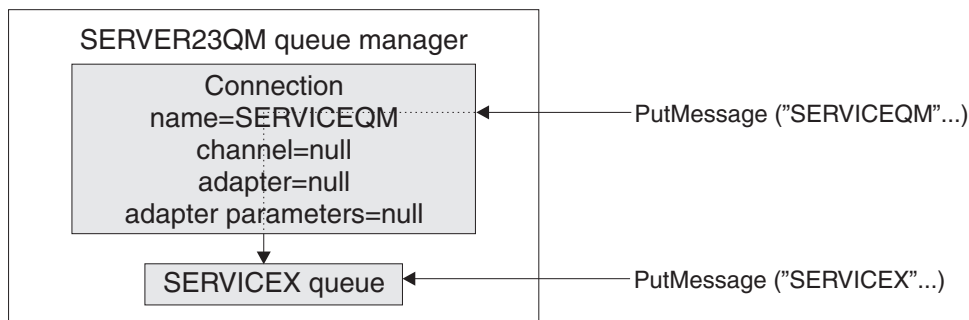 SERVER23QM queue manager
Connection
name=SERVICEQM
channel=null
adapter=null
adapter parameters=null
PutMessage (”SERVICEQM”...)
SERVICEX queue
PutMessage (”SERVICEX”...)